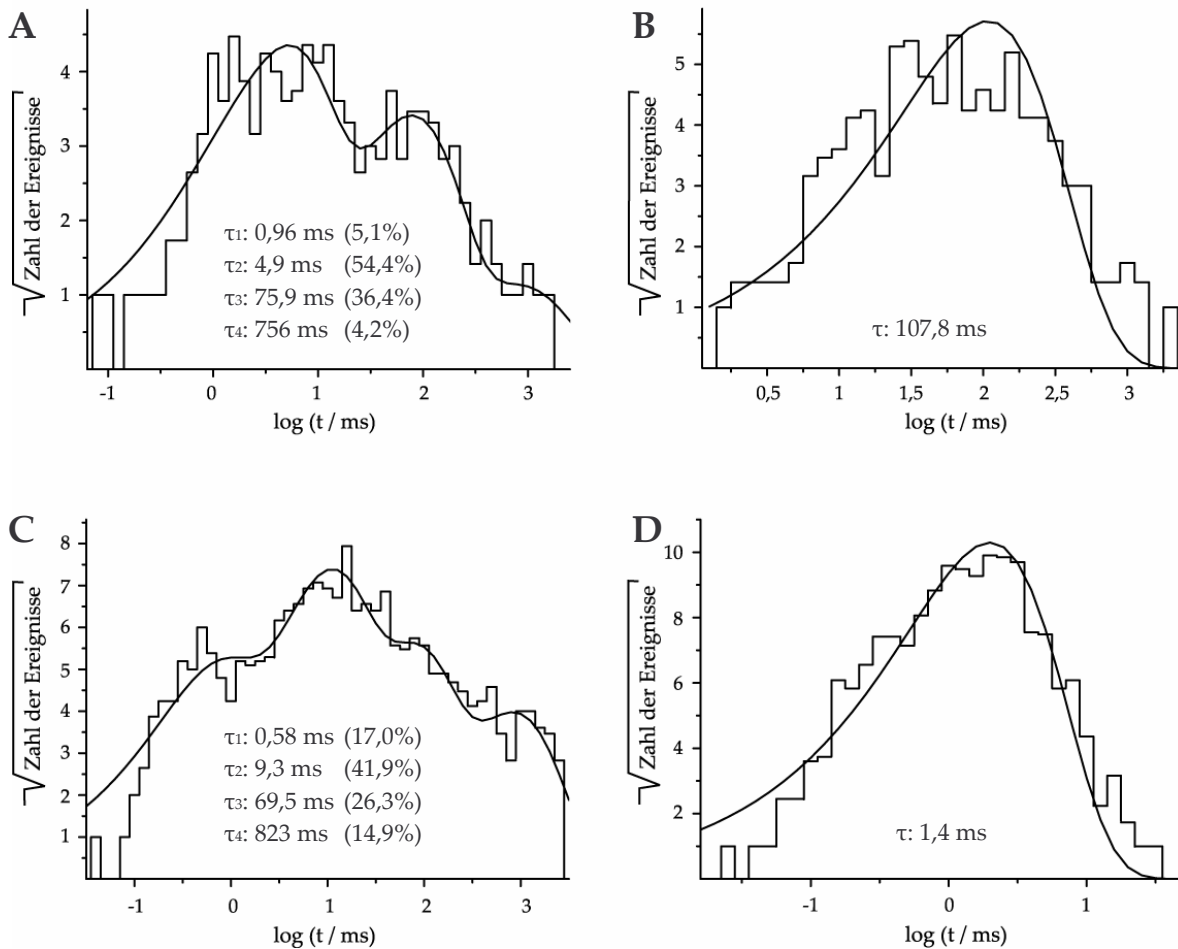 A
√Zahl der Ereignisse
4
3
2
1
τ1: 0,96 ms (5,1%)
τ2: 4,9 ms (54,4%)
τ3: 75,9 ms (36,4%)
τ4: 756 ms (4,2%)
-1 0 1 2 3
log (t / ms)
B
√Zahl der Ereignisse
5
4
3
2
1
τ: 107,8 ms
0,5 1 1,5 2 2,5 3
log (t / ms)
C
√Zahl der Ereignisse
8
7
6
5
4
3
2
1
τ1: 0,58 ms (17,0%)
τ2: 9,3 ms (41,9%)
τ3: 69,5 ms (26,3%)
τ4: 823 ms (14,9%)
-1 0 1 2 3
log (t / ms)
D
√Zahl der Ereignisse
10
8
6
4
2
τ: 1,4 ms
-1 0 1
log (t / ms)